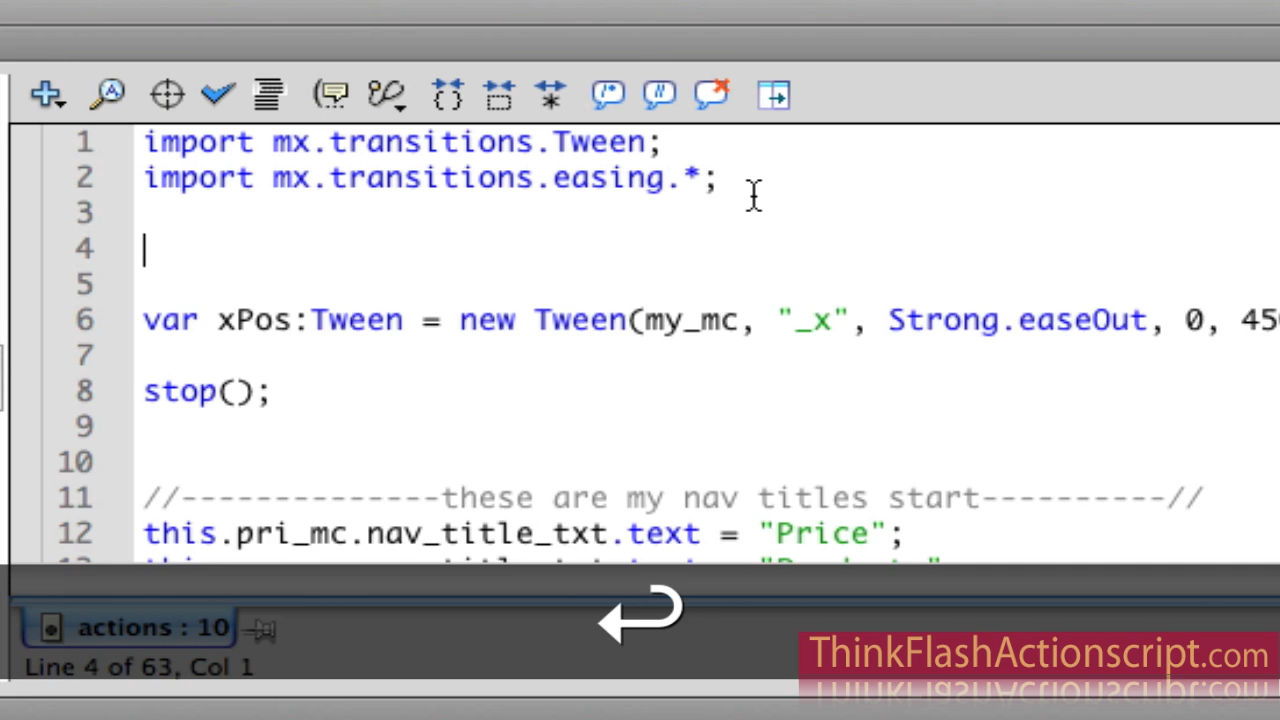 1 import mx.transitions.Tween;
2 import mx.transitions.easing.*;
3
4
5
6 var xPos:Tween = new Tween(my_mc, "_x", Strong.easeOut, 0, 45
7
8 stop();
9
10
11 //--------------these are my nav titles start----------//
12 this.pri_mc.nav_title_txt.text = "Price";
actions : 10
Line 4 of 63, Col 1
ThinkFlashActionscript.com